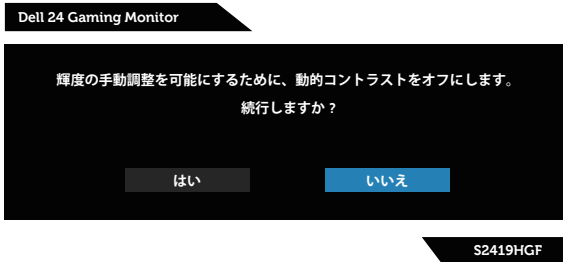 Dell 24 Gaming Monitor
輝度の手動調整を可能にするために、動的コントラストをオフにします。
続行しますか？
はい
いいえ
S2419HGF